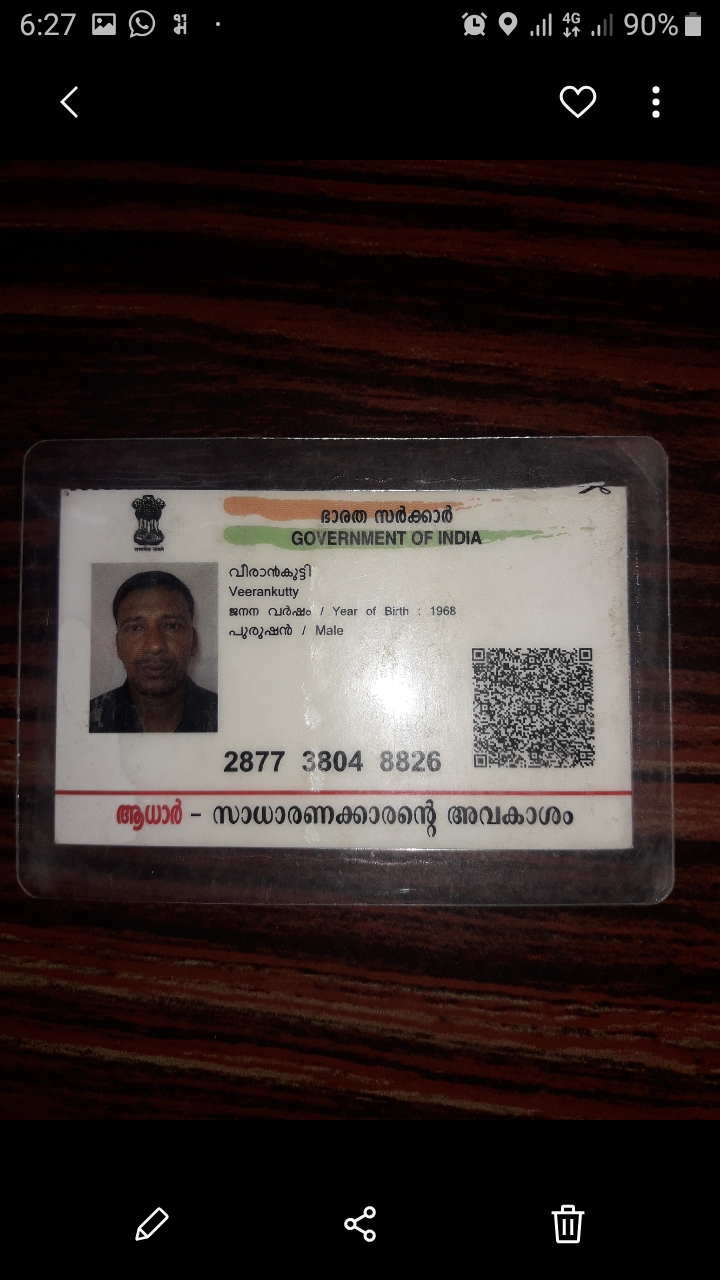 6:27
4G 90%
ഭാരത സർക്കാർ
GOVERNMENT OF INDIA
വീരാൻകുട്ടി
Veerankutty
ജനന വർഷം / Year of Birth : 1968
പുരുഷൻ / Male
2877 3804 8826
ആധാർ - സാധാരണക്കാരന്റെ അവകാശം